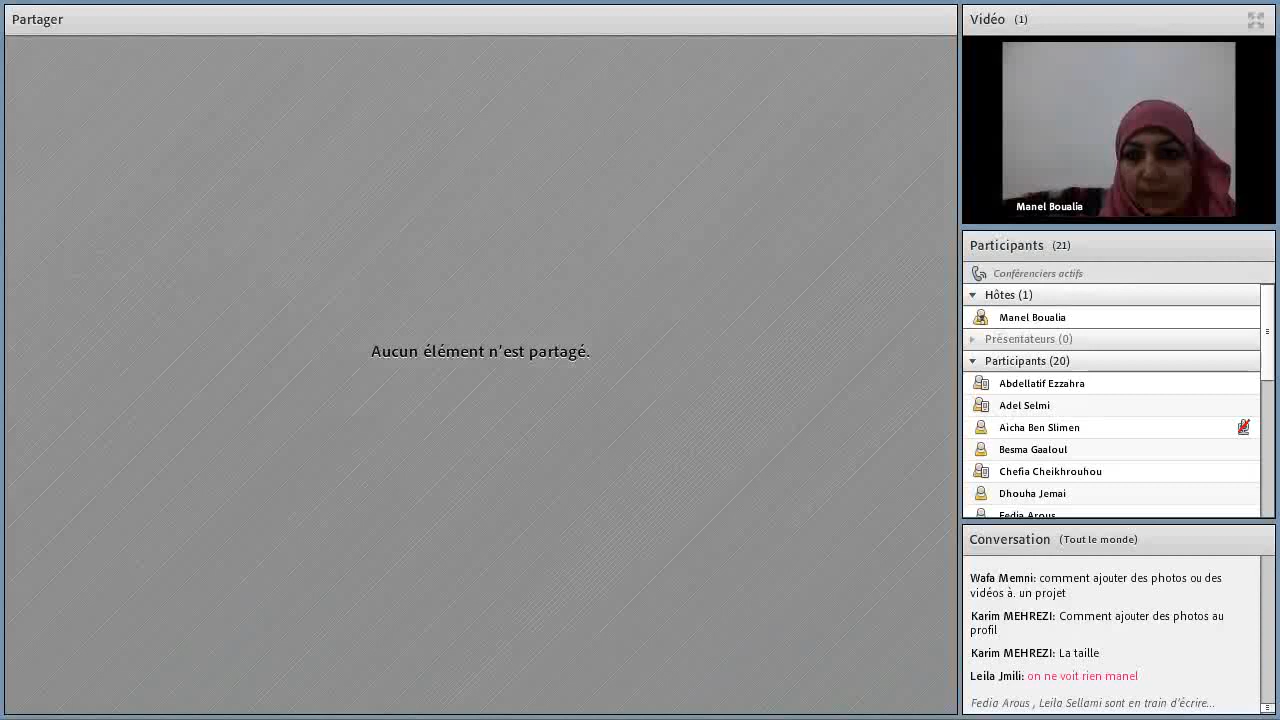 Partager
Aucun élément n'est partagé.
Vidéo (1)
Manel Boualia
Participants (21)
Conférenciers actifs
Hôtes (1)
Manel Boualia
Présentateurs (0)
Participants (20)
Abdellatif Ezzahra
Adel Selmi
Aicha Ben Slimen
Besma Gaaloul
Chefia Cheikhrouhou
Dhouha Jemai
Fedia Arous
Conversation (Tout le monde)
Wafa Memni: comment ajouter des photos ou des
vidéos à. un projet
Karim MEHREZI: Comment ajouter des photos au
profil
Karim MEHREZI: La taille
Leila Jmili: on ne voit rien manel
Fedia Arous , Leila Sellami sont en train d'écrire...